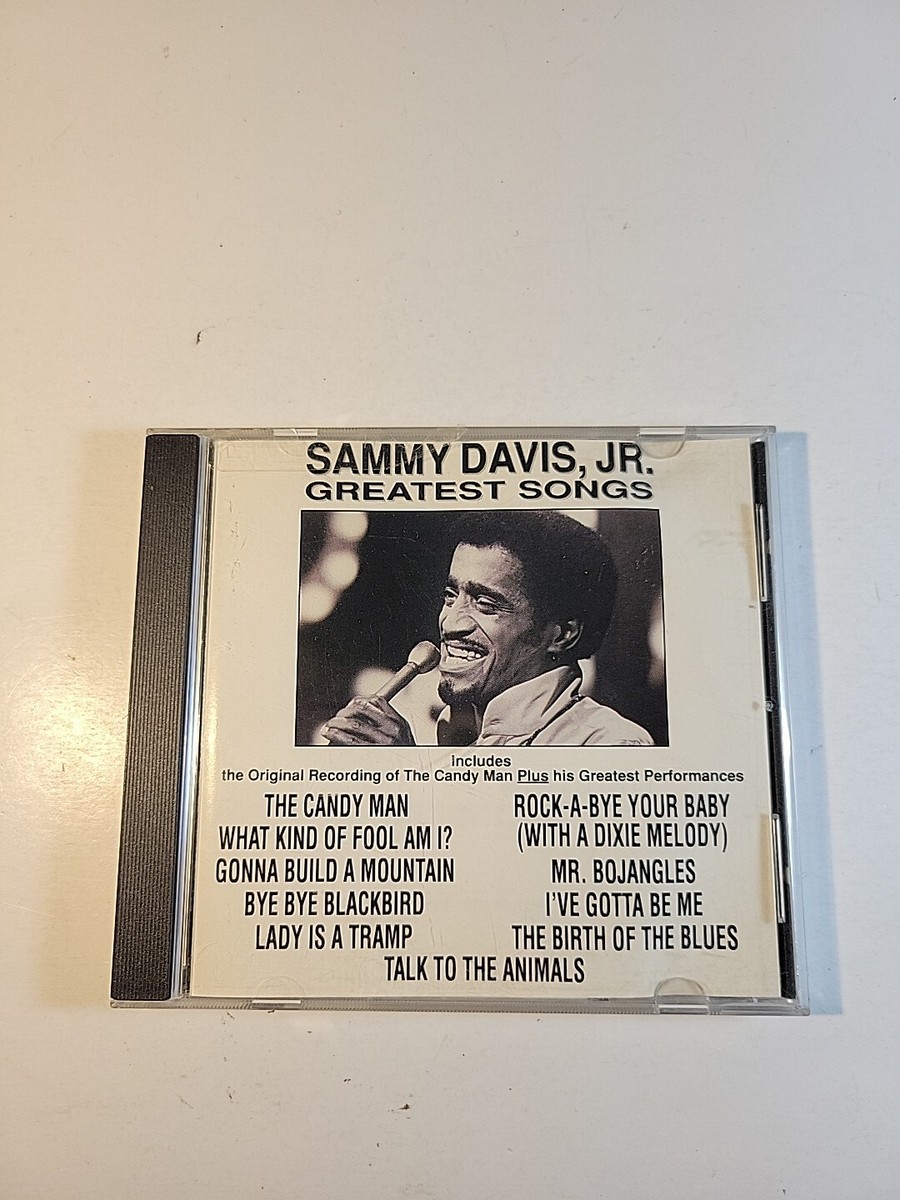 SAMMY DAVIS, JR.
GREATEST SONGS
Includes
the Original Recording of The Candy Man Plus his Greatest Performances
THE CANDY MAN
WHAT KIND OF FOOL AM I?
GONNA BUILD A MOUNTAIN
BYE BYE BLACKBIRD
LADY IS A TRAMP
ROCK-A-BYE YOUR BABY
(WITH A DIXIE MELODY)
MR. BOJANGLES
I'VE GOTTA BE ME
THE BIRTH OF THE BLUES
TALK TO THE ANIMALS